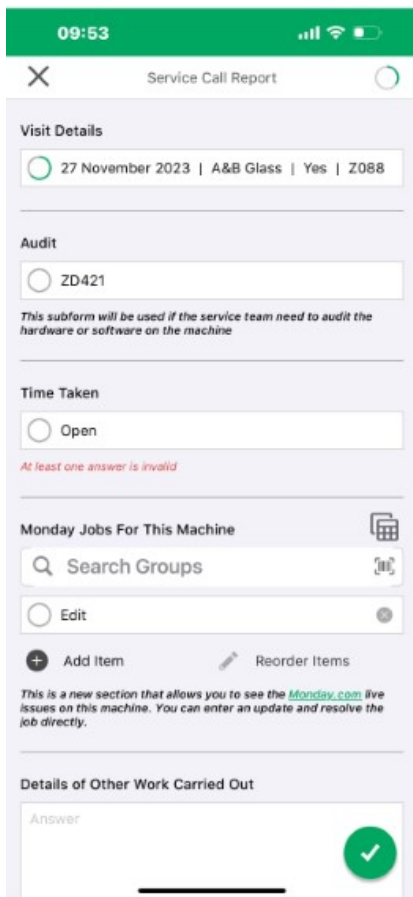 09:53
Service Call Report
Visit Details
27 November 2023 | A&B Glass | Yes | Z088
Audit
ZD421
This subform will be used if the service team need to audit the
hardware or software on the machine
Time Taken
Open
At least one answer is invalid
Monday Jobs For This Machine
Search Groups
Edit
Add Item
Reorder Items
This is a new section that allows you to see the Monday.com live
issues on this machine. You can enter an update and resolve the
job directly.
Details of Other Work Carried Out
Answer